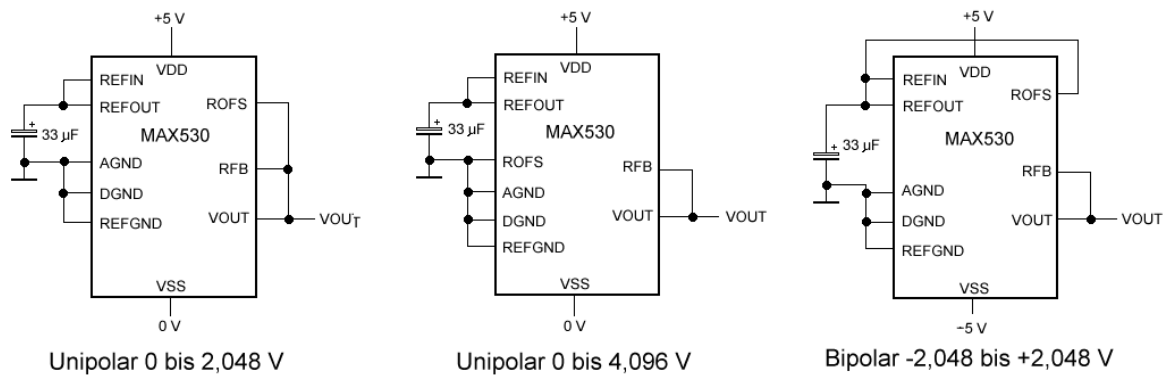 +5 V
VDD
REFIN
REFOUT
ROFS
+
33 µF
MAX530
AGND
RFB
DGND
VOUT
VOUT
REFGND
VSS
0 V
Unipolar 0 bis 2,048 V
+5 V
VDD
REFIN
REFOUT
+
33 µF
MAX530
ROFS
RFB
AGND
DGND
VOUT
VOUT
REFGND
VSS
0 V
Unipolar 0 bis 4,096 V
+5 V
VDD
REFIN
ROFS
REFOUT
+
33 µF
MAX530
RFB
AGND
DGND
VOUT
VOUT
REFGND
VSS
−5 V
Bipolar -2,048 bis +2,048 V